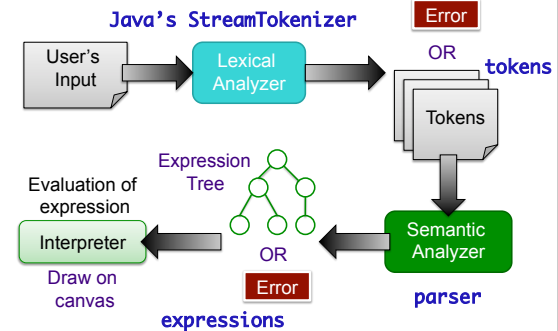 Java's StreamTokenizer
Error
OR
tokens
User's
Input
Lexical
Analyzer
Tokens
Expression
Tree
Evaluation of
expression
Interpreter
Draw on
canvas
OR
Error
expressions
Semantic
Analyzer
parser